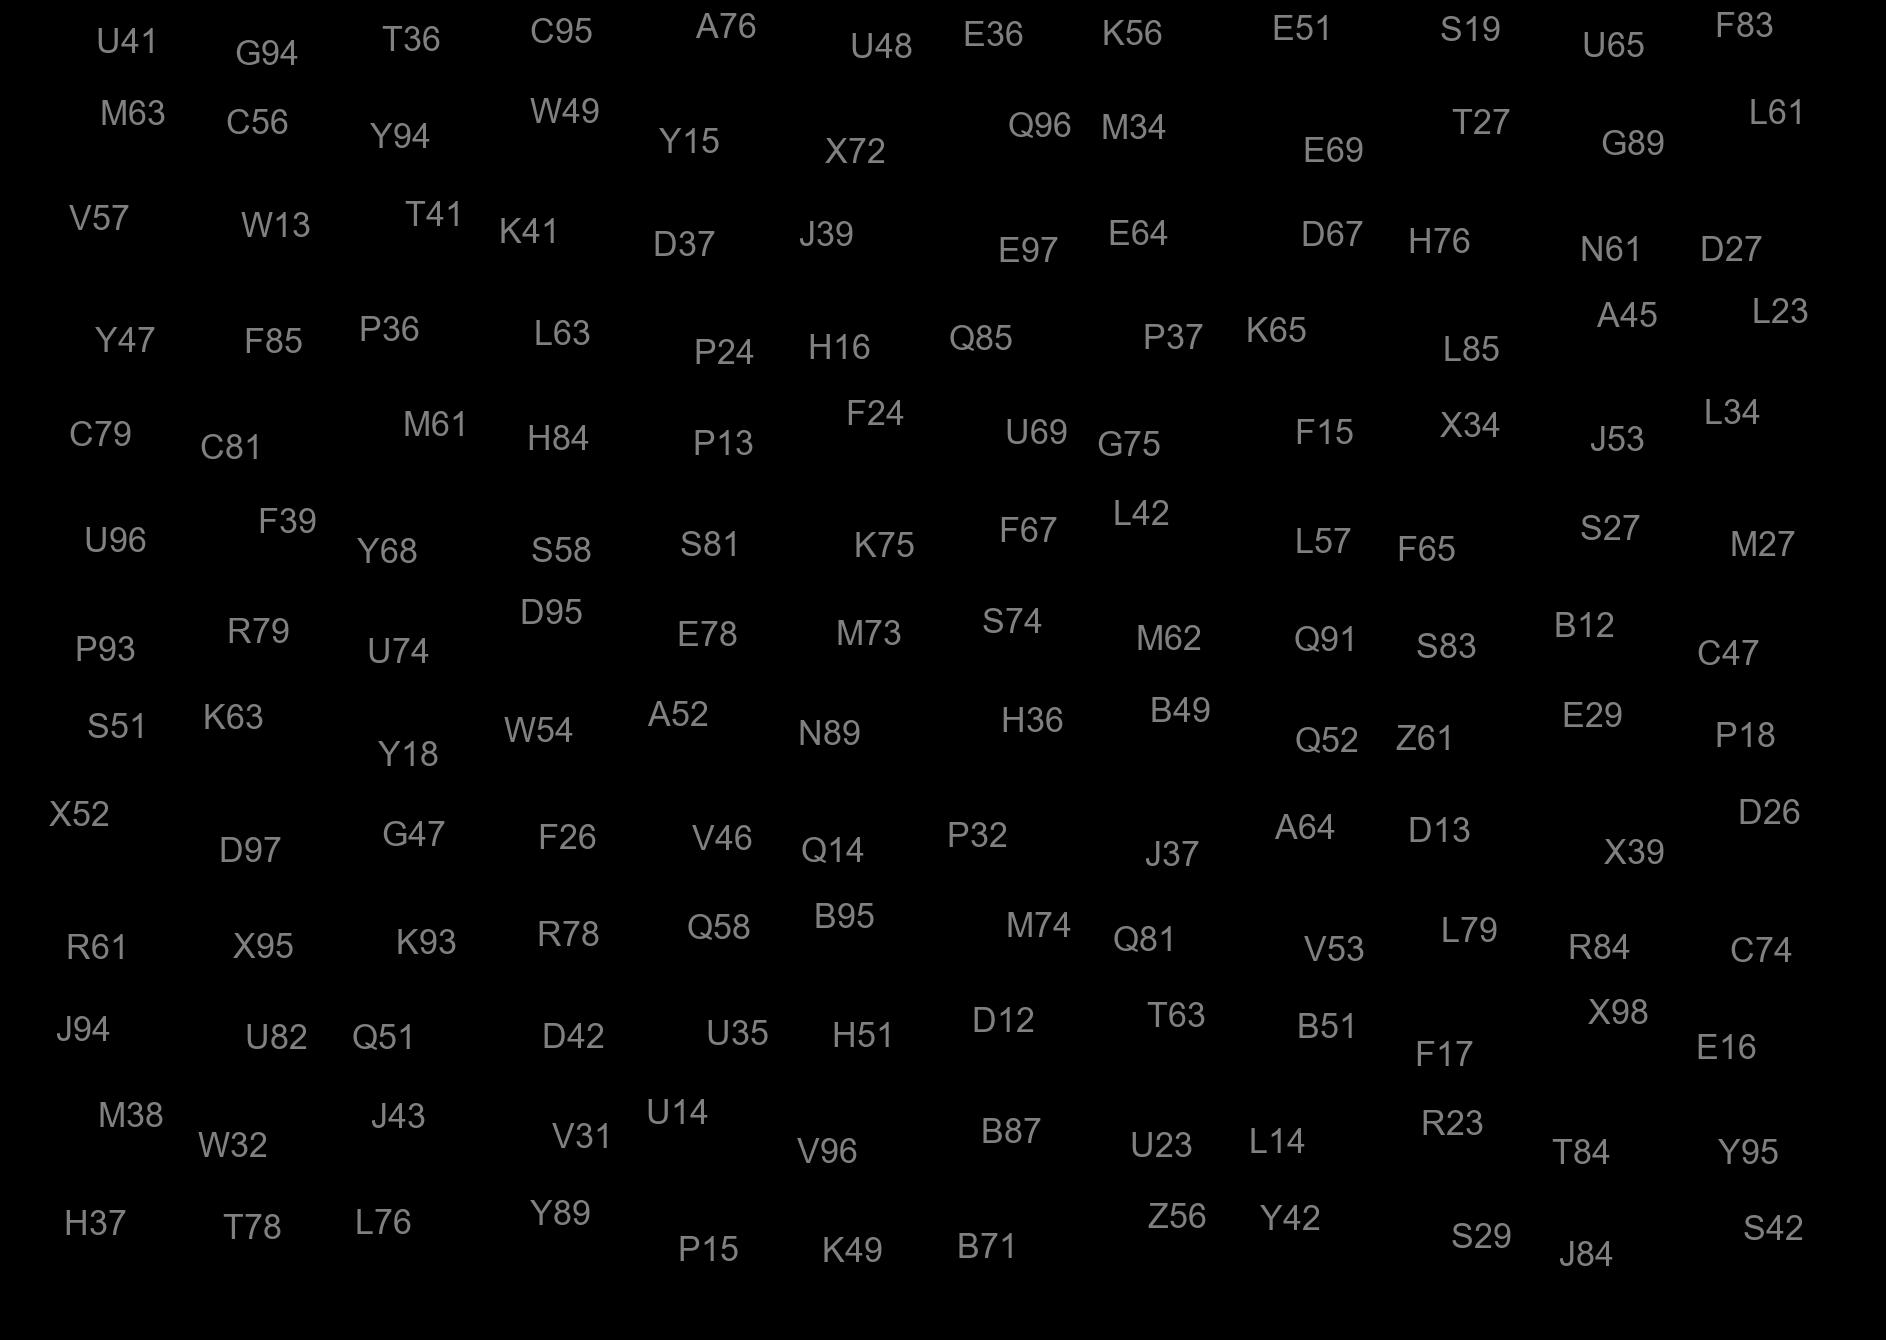 U41 G94 T36 C95 A76 U48 E36 K56 E51 S19 U65 F83
M63 C56 Y94 W49 Y15 X72 Q96 M34 E69 T27 G89 L61
V57 W13 T41 K41 D37 J39 E97 E64 D67 H76 N61 D27
Y47 F85 P36 L63 P24 H16 Q85 P37 K65 L85 A45 L23
C79 C81 M61 H84 P13 F24 U69 G75 F15 X34 J53 L34
U96 F39 Y68 S58 S81 K75 F67 L42 L57 F65 S27 M27
P93 R79 U74 D95 E78 M73 S74 M62 Q91 S83 B12 C47
S51 K63 Y18 W54 A52 N89 H36 B49 Q52 Z61 E29 P18
X52 D97 G47 F26 V46 Q14 P32 J37 A64 D13 X39 D26
R61 X95 K93 R78 Q58 B95 M74 Q81 V53 L79 R84 C74
J94 U82 Q51 D42 U35 H51 D12 T63 B51 F17 X98 E16
M38 W32 J43 V31 U14 V96 B87 U23 L14 R23 T84 Y95
H37 T78 L76 Y89 P15 K49 B71 Z56 Y42 S29 J84 S42